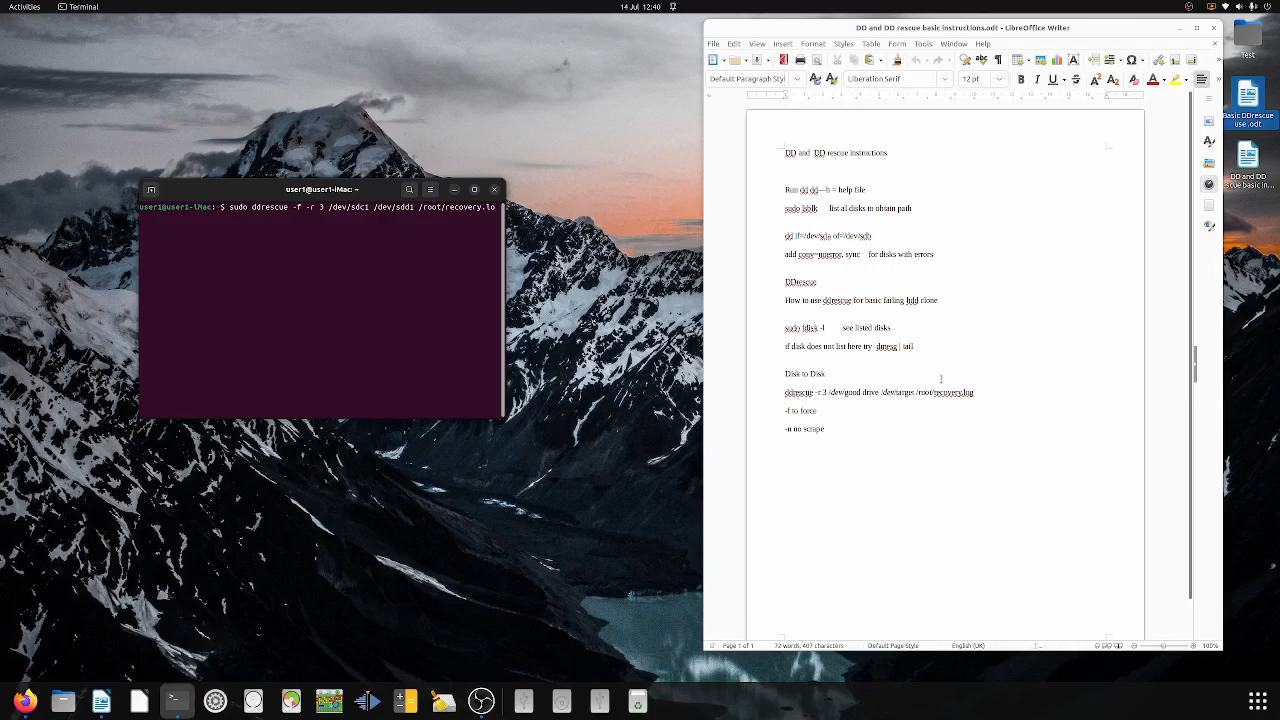 Activities
Terminal
14 Jul 12:40
DD and DD rescue basic instructions.odt - LibreOffice Writer
File Edit View Insert Format Styles Table Form Tools Window Help
Default Paragraph Styl
Liberation Serif
12 pt
DD and DD rescue instructions
Run dd dd—h = help file
sudo lsblk list al disks to obtain path
dd if=/dev/sda of=/dev/sdb
add conv=noerror, sync for disks with errors
DDrescue
How to use ddrescue for basic failing hdd clone
sudo fdisk -l see listed disks
if disk does not list here try dmesg | tail
Disk to Disk
ddrescue -r 3 /dev/good drive /dev/target /root/recovery.log
-f to force
-n no scrape
Page 1 of 1
72 words, 407 characters
Default Page Style
English (UK)
100%
user1@user1-iMac: ~
user1@user1-iMac:~$ sudo ddrescue -f -r 3 /dev/sdc1 /dev/sdd1 /root/recovery.lo
Test
Basic DDrescue
use .odt
DD and DD
rescue basic in...